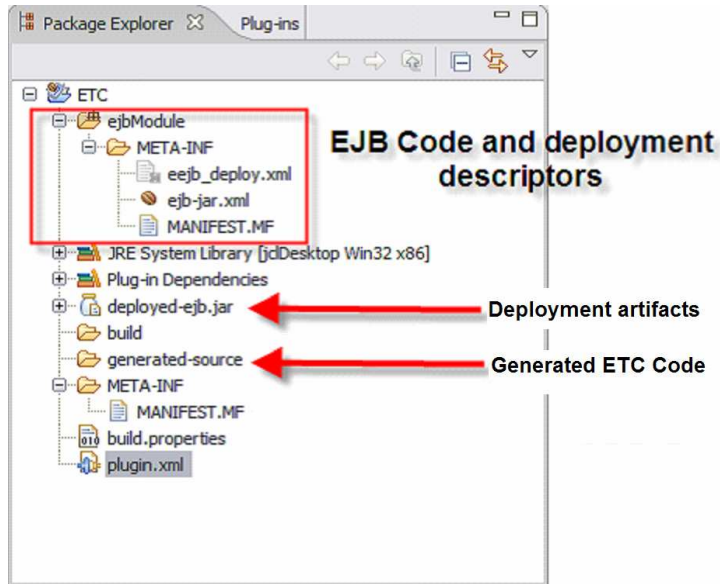 Package Explorer Plug-ins
ETC
ejbModule
META-INF
eejb_deploy.xml
ejb-jar.xml
MANIFEST.MF
EJB Code and deployment
descriptors
JRE System Library [jclDesktop Win32 x86]
Plug-in Dependencies
deployed-ejb.jar
Deployment artifacts
build
generated-source
Generated ETC Code
META-INF
MANIFEST.MF
build.properties
plugin.xml